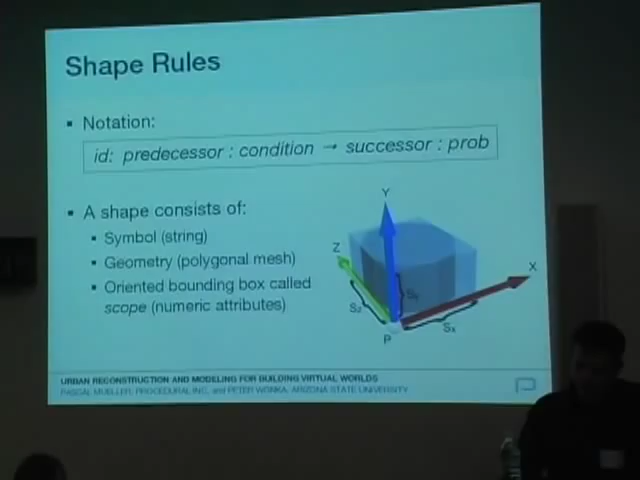 Shape Rules
▪ Notation:
id: predecessor : condition → successor : prob
▪ A shape consists of:
▪ Symbol (string)
▪ Geometry (polygonal mesh)
▪ Oriented bounding box called
scope (numeric attributes)
Y
Z
X
Sz
Sy
Sx
P
URBAN RECONSTRUCTION AND MODELING FOR BUILDING VIRTUAL WORLDS
PASCAL MUELLER, PROCEDURAL INC. and PETER WONKA, ARIZONA STATE UNIVERSITY